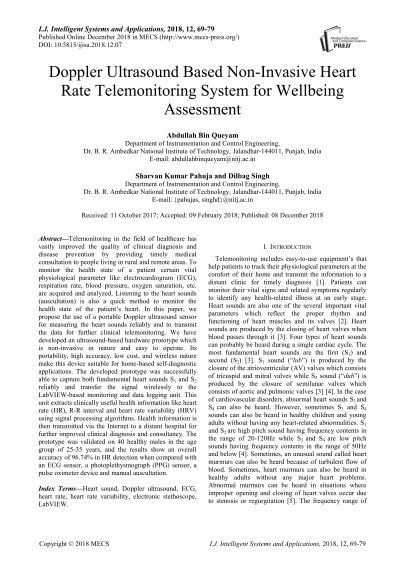 I.J. Intelligent Systems and Applications, 2018, 12, 69-79
Published Online December 2018 in MECS (http://www.mecs-press.org/)
DOI: 10.5815/ijisa.2018.12.07
Modern Education
and Computer Science
PRESS
Doppler Ultrasound Based Non-Invasive Heart
Rate Telemonitoring System for Wellbeing
Assessment
Abdullah Bin Queyam
Department of Instrumentation and Control Engineering,
Dr. B. R. Ambedkar National Institute of Technology, Jalandhar-144011, Punjab, India
E-mail: abdullahbinqueyam@nitj.ac.in
Sharvan Kumar Pahuja and Dilbag Singh
Department of Instrumentation and Control Engineering,
Dr. B. R. Ambedkar National Institute of Technology, Jalandhar-144011, Punjab, India
E-mail: {pahujas, singhd}@nitj.ac.in
Received: 11 October 2017; Accepted: 09 February 2018; Published: 08 December 2018
Abstract—Telemonitoring in the field of healthcare has
vastly improved the quality of clinical diagnosis and
disease prevention by providing timely medical
consultation to people living in rural and remote areas. To
monitor the health state of a patient certain vital
physiological parameter like electrocardiogram (ECG),
respiration rate, blood pressure, oxygen saturation, etc.
are acquired and analyzed. Listening to the heart sounds
(auscultation) is also a quick method to monitor the
health state of the patient's heart. In this paper, we
propose the use of a portable Doppler ultrasound sensor
for measuring the heart sounds reliably and to transmit
the data for further clinical telemonitoring. We have
developed an ultrasound-based hardware prototype which
is non-invasive in nature and easy to operate. Its
portability, high accuracy, low cost, and wireless nature
make this device suitable for home-based self-diagnostic
applications. The developed prototype was successfully
able to capture both fundamental heart sounds S1 and S2
reliably and transfer the signal wirelessly to the
LabVIEW-based monitoring and data logging unit. This
unit extracts clinically useful health information like heart
rate (HR), R-R interval and heart rate variability (HRV)
using signal processing algorithms. Health information is
then transmitted via the Internet to a distant hospital for
further improved clinical diagnosis and consultancy. The
prototype was validated on 40 healthy males in the age
group of 25-35 years, and the results show an overall
accuracy of 96.74% in HR detection when compared with
an ECG sensor, a photoplethysmography (PPG) sensor, a
pulse oximeter device and manual auscultation.
Index Terms—Heart sound, Doppler ultrasound, ECG,
heart rate, heart rate variability, electronic stethoscope,
LabVIEW.
I. INTRODUCTION
Telemonitoring includes easy-to-use equipment's that
help patients to track their physiological parameters at the
comfort of their home and transmit the information to a
distant clinic for timely diagnosis [1]. Patients can
monitor their vital signs and related symptoms regularly
to identify any health-related illness at an early stage.
Heart sounds are also one of the several important vital
parameters which reflect the proper rhythm and
functioning of heart muscles and its valves [2]. Heart
sounds are produced by the closing of heart valves when
blood passes through it [3]. Four types of heart sounds
can probably be heard during a single cardiac cycle. The
most fundamental heart sounds are the first (S1) and
second (S2) [3]. S1 sound ("lub") is produced by the
closure of the atrioventricular (AV) valves which consists
of tricuspid and mitral valves while S2 sound ("dub") is
produced by the closure of semilunar valves which
consists of aortic and pulmonic valves [3] [4]. In the case
of cardiovascular disorders, abnormal heart sounds S3 and
S4 can also be heard. However, sometimes S3 and S4
sounds can also be heard in healthy children and young
adults without having any heart-related abnormalities. S1
and S2 are high pitch sound having frequency contents in
the range of 20-120Hz while S3 and S4 are low pitch
sounds having frequency contents in the range of 50Hz
and below [4]. Sometimes, an unusual sound called heart
murmurs can also be heard because of turbulent flow of
blood. Sometimes, heart murmurs can also be heard in
healthy adults without any major heart problems.
Abnormal murmurs can be heard in situations where
improper opening and closing of heart valves occur due
to stenosis or regurgitation [5]. The frequency range of
Copyright © 2018 MECS
I.J. Intelligent Systems and Applications, 2018, 12, 69-79